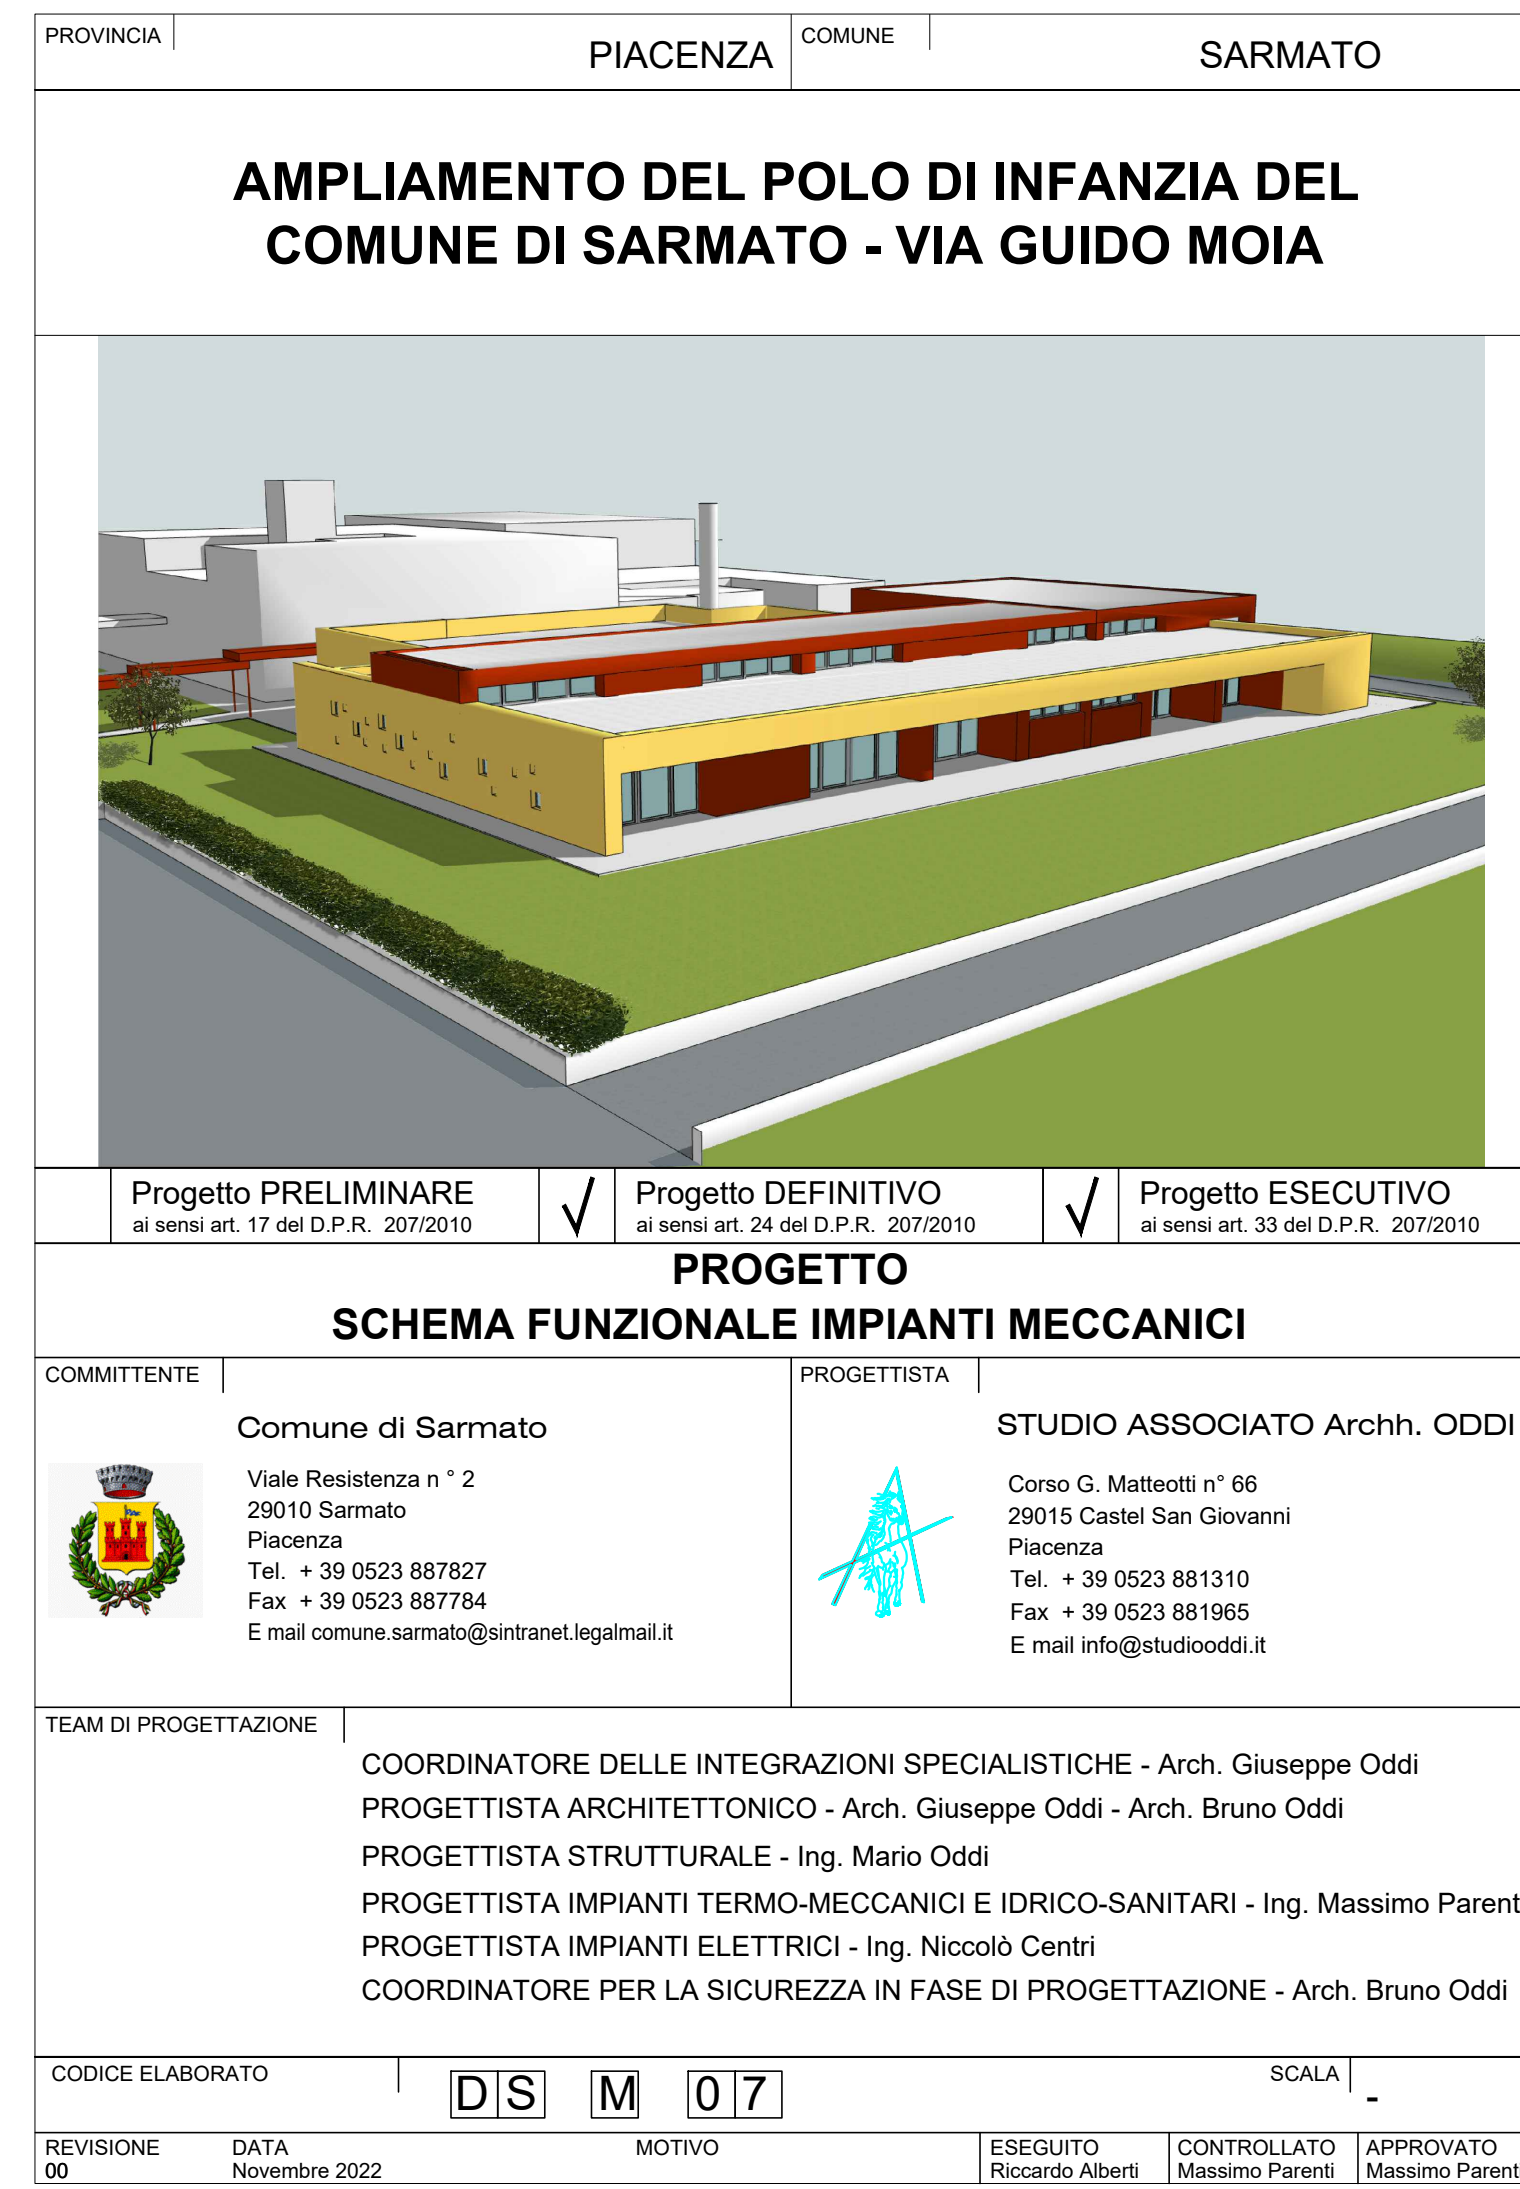 PROVINCIA
PIACENZA
COMUNE
SARMATO
AMPLIAMENTO DEL POLO DI INFANZIA DEL
COMUNE DI SARMATO - VIA GUIDO MOIA
Progetto PRELIMINARE
ai sensi art. 17 del D.P.R. 207/2010
√
Progetto DEFINITIVO
ai sensi art. 24 del D.P.R. 207/2010
√
Progetto ESECUTIVO
ai sensi art. 33 del D.P.R. 207/2010
PROGETTO
SCHEMA FUNZIONALE IMPIANTI MECCANICI
COMMITTENTE
Comune di Sarmato
Viale Resistenza n ° 2
29010 Sarmato
Piacenza
Tel. + 39 0523 887827
Fax + 39 0523 887784
E mail comune.sarmato@sintranet.legalmail.it
PROGETTISTA
STUDIO ASSOCIATO Archh. ODDI
Corso G. Matteotti n° 66
29015 Castel San Giovanni
Piacenza
Tel. + 39 0523 881310
Fax + 39 0523 881965
E mail info@studiooddi.it
TEAM DI PROGETTAZIONE
COORDINATORE DELLE INTEGRAZIONI SPECIALISTICHE - Arch. Giuseppe Oddi
PROGETTISTA ARCHITETTONICO - Arch. Giuseppe Oddi - Arch. Bruno Oddi
PROGETTISTA STRUTTURALE - Ing. Mario Oddi
PROGETTISTA IMPIANTI TERMO-MECCANICI E IDRICO-SANITARI - Ing. Massimo Parent
PROGETTISTA IMPIANTI ELETTRICI - Ing. Niccolò Centri
COORDINATORE PER LA SICUREZZA IN FASE DI PROGETTAZIONE - Arch. Bruno Oddi
CODICE ELABORATO
DS M 07
SCALA
-
REVISIONE
00
DATA
Novembre 2022
MOTIVO
ESEGUITO
Riccardo Alberti
CONTROLLATO
Massimo Parenti
APPROVATO
Massimo Parenti